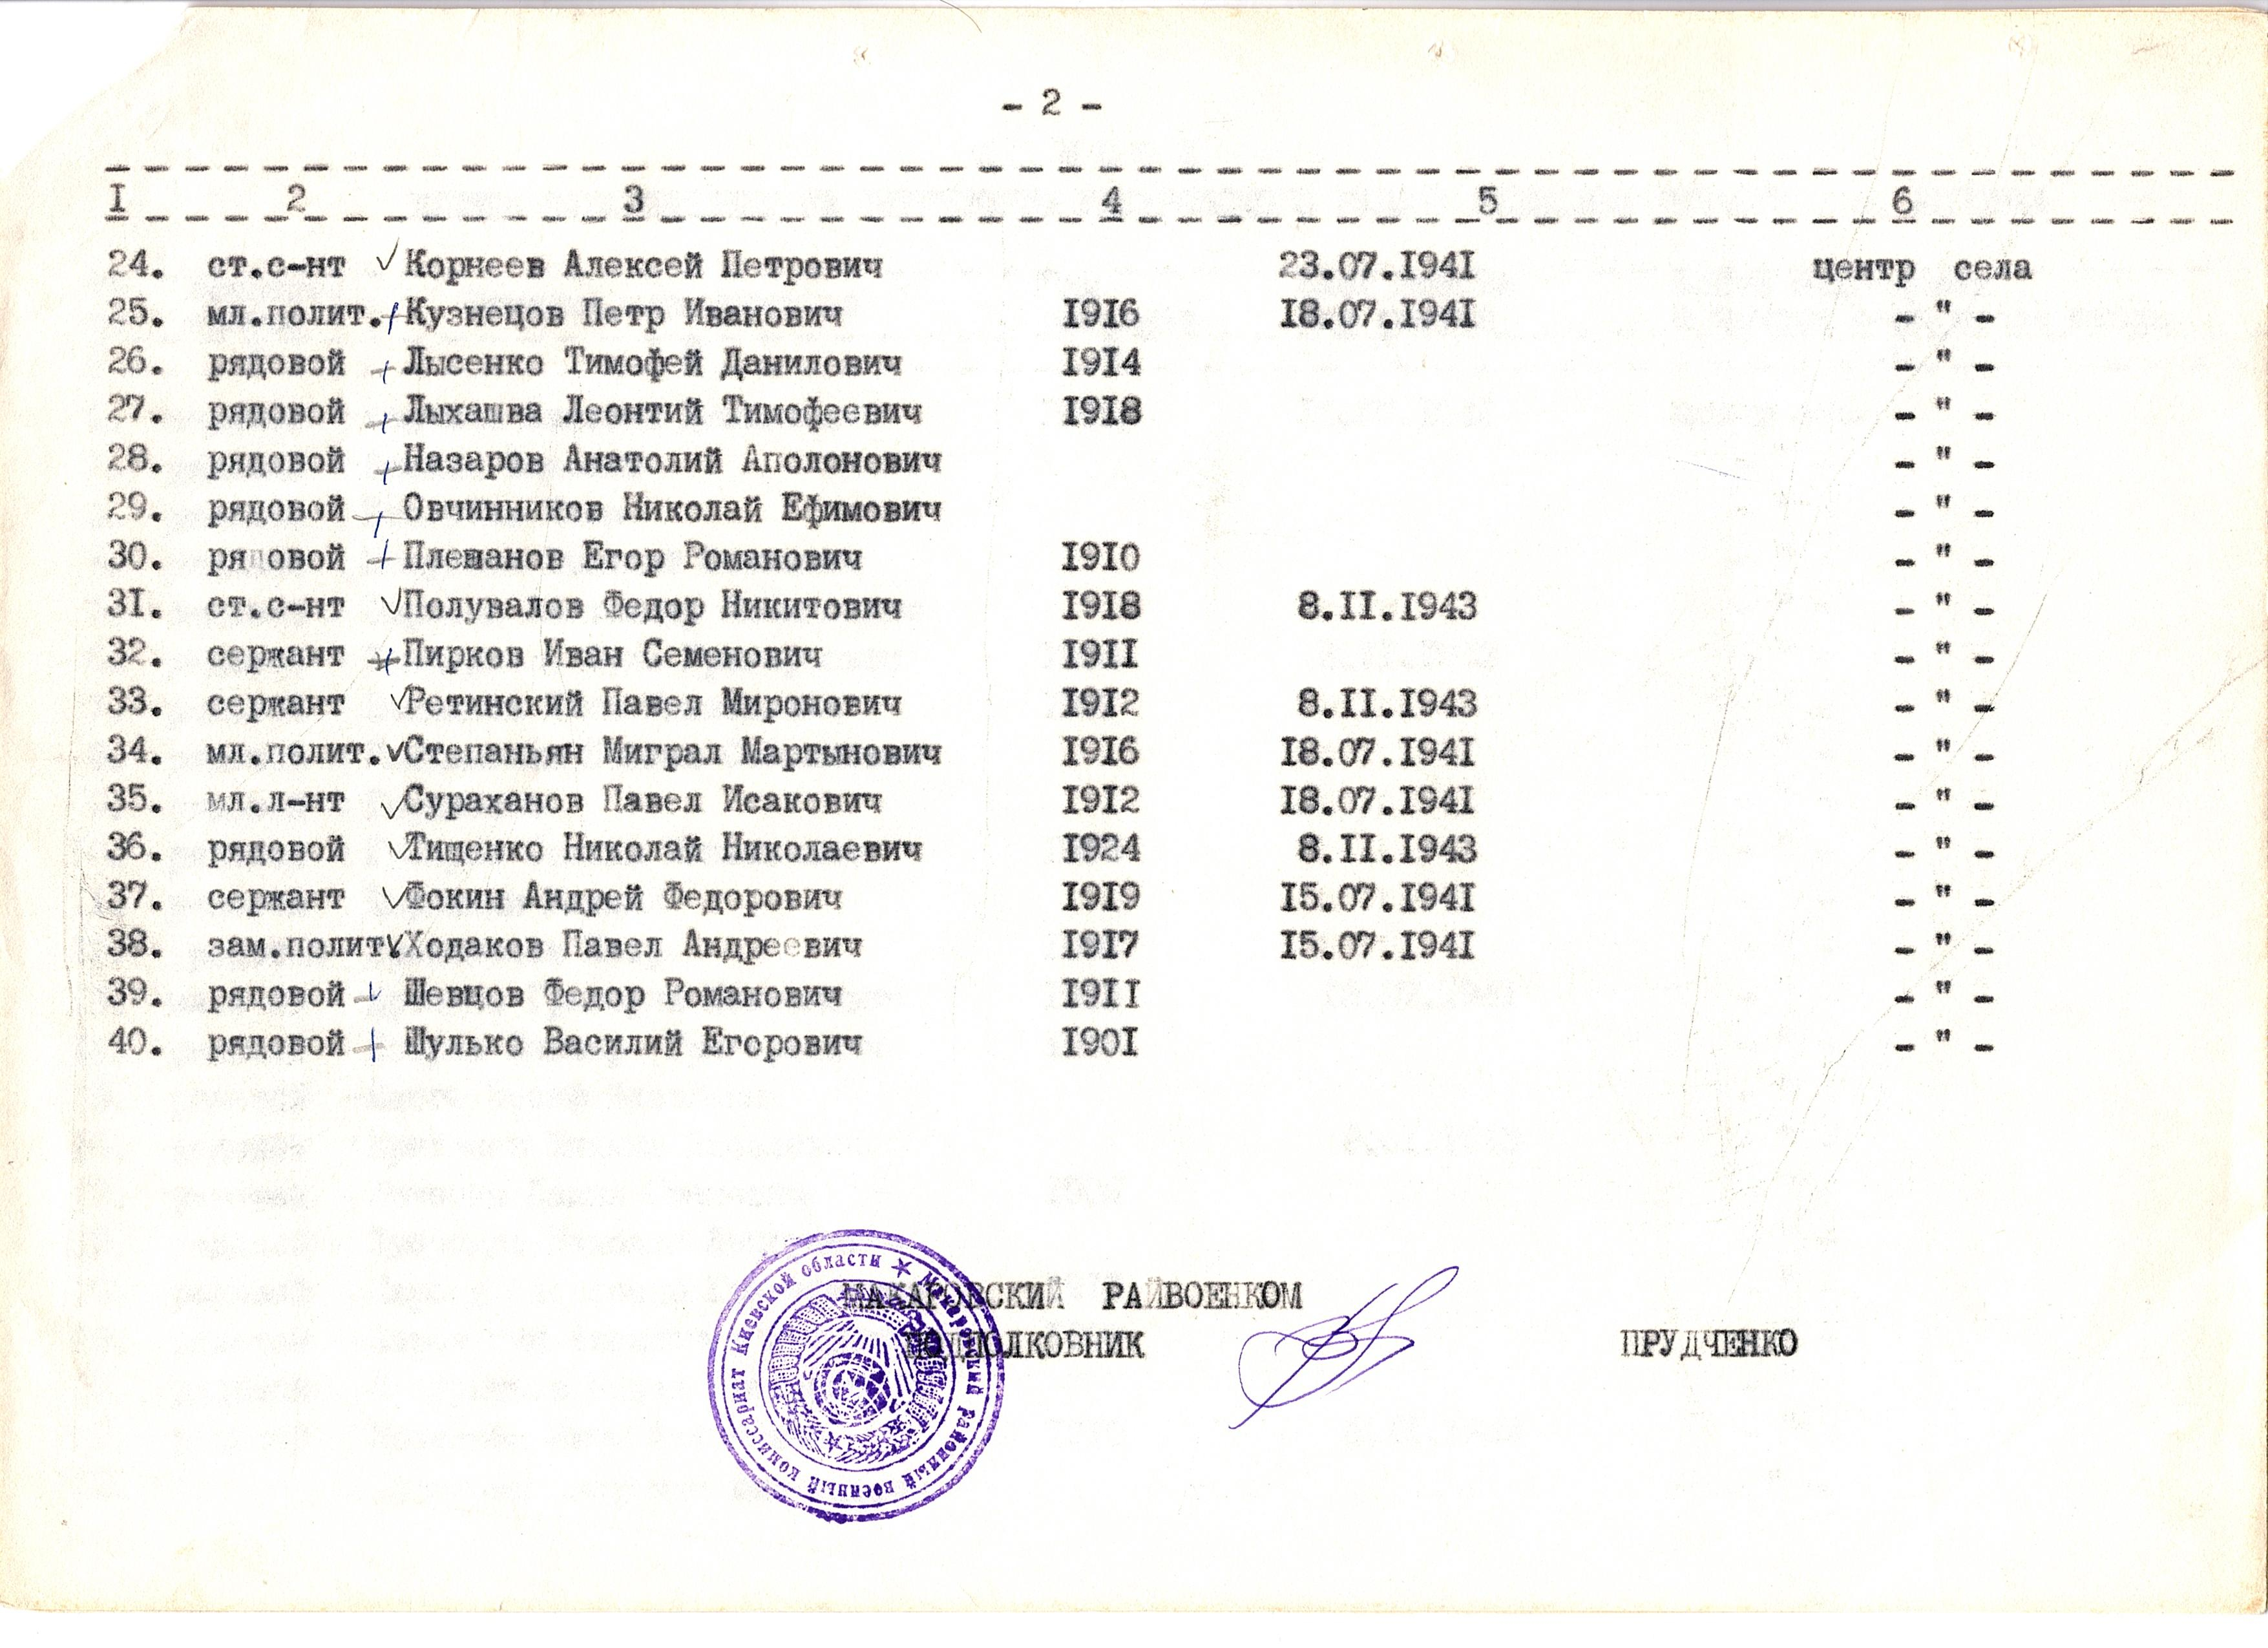 - 2 -
I 2 3 4 5 6
24. ст.с-нт Корнеев Алексей Петрович 23.07.I94I центр села
25. мл.полит. Кузнецов Петр Иванович I9I6 I8.07.I94I - " -
26. рядовой Лысенко Тимофей Данилович I9I4 - " -
27. рядовой Лыхашва Леонтий Тимофеевич I9I8 - " -
28. рядовой Назаров Анатолий Аполонович - " -
29. рядовой Овчинников Николай Ефимович - " -
30. рядовой Плешанов Егор Романович I9I0 - " -
3I. ст.с-нт Полувалов Федор Никитович I9I8 8.II.I943 - " -
32. сержант Пирков Иван Семенович I9II - " -
33. сержант Ретинский Павел Миронович I9I2 8.II.I943 - " -
34. мл.полит. Степаньян Миграл Мартынович I9I6 I8.07.I94I - " -
35. мл.л-нт Сураханов Павел Исакович I9I2 I8.07.I94I - " -
36. рядовой Тищенко Николай Николаевич I924 8.II.I943 - " -
37. сержант Фокин Андрей Федорович I9I9 I5.07.I94I - " -
38. зам.полит. Ходаков Павел Андреевич I9I7 I5.07.I94I - " -
39. рядовой Шевцов Федор Романович I9II - " -
40. рядовой Шулько Василий Егорович I90I - " -
МАКАРОВСКИЙ РАЙВОЕНКОМ
ПОДПОЛКОВНИК ПРУДЧЕНКО
Макаровский районный военный комиссариат Киевской области